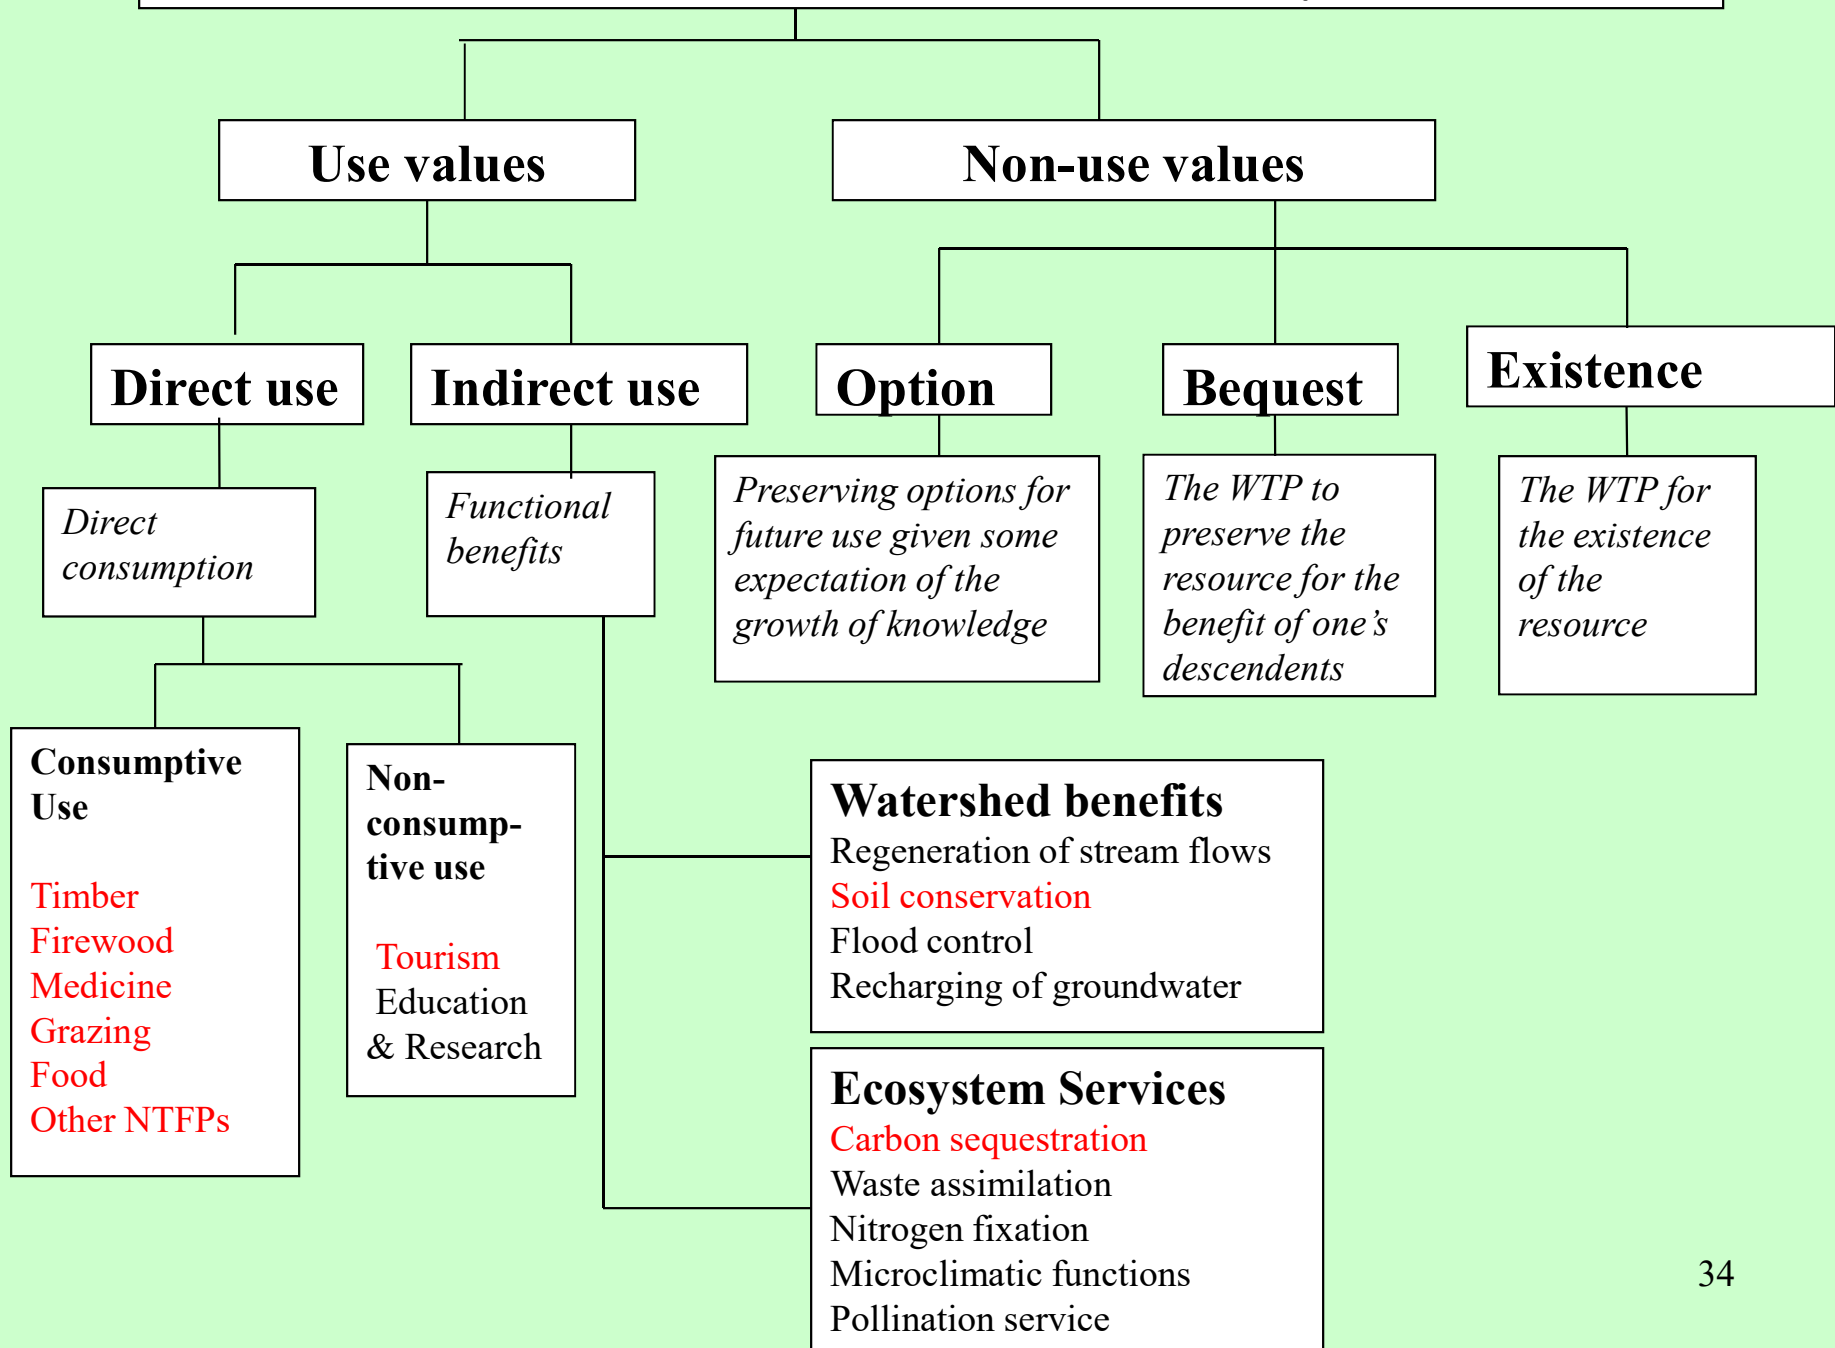 Use values
Non-use values
Direct use
Indirect use
Option
Bequest
Existence
Direct
consumption
Functional
benefits
Preserving options for
future use given some
expectation of the
growth of knowledge
The WTP to
preserve the
resource for the
benefit of one’s
descendents
The WTP for
the existence
of the
resource
Consumptive
Use
Timber
Firewood
Medicine
Grazing
Food
Other NTFPs
Non-
consump-
tive use
Tourism
Education
& Research
Watershed benefits
Regeneration of stream flows
Soil conservation
Flood control
Recharging of groundwater
Ecosystem Services
Carbon sequestration
Waste assimilation
Nitrogen fixation
Microclimatic functions
Pollination service
34